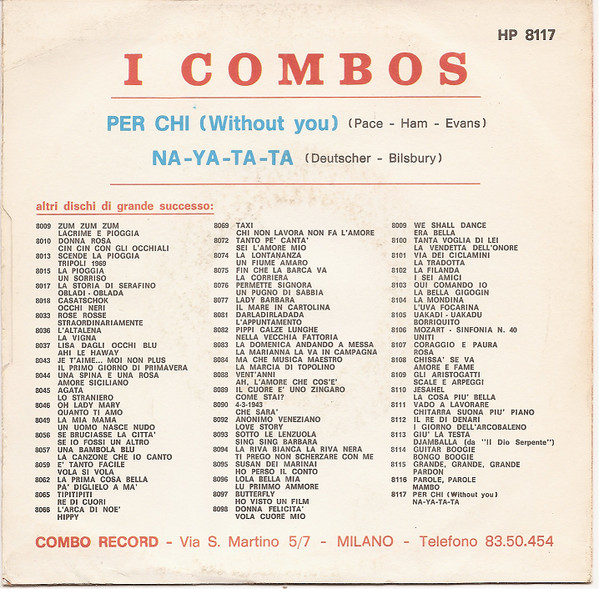 HP 8117
I COMBOS
PER CHI (Without you) (Pace - Ham - Evans)
NA-YA-TA-TA (Deutscher - Bilsbury)
altri dischi di grande successo:
8009 ZUM ZUM ZUM
LACRIME E PIOGGIA
8010 DONNA ROSA
CIN CIN CON GLI OCCHIALI
8013 SCENDE LA PIOGGIA
TRIPOLI 1969
8015 LA PIOGGIA
UN SORRISO
8017 LA STORIA DI SERAFINO
OBLADI - OBLADA
8018 CASATSCHOK
OCCHI NERI
8033 ROSE ROSSE
STRAORDINARIAMENTE
8036 L'ALTALENA
LA VIGNA
8037 LISA DAGLI OCCHI BLU
AHI LE HAWAY
8043 JE T'AIME... MOI NON PLUS
IL PRIMO GIORNO DI PRIMAVERA
8044 UNA SPINA E UNA ROSA
AMORE SICILIANO
8045 AGATA
LO STRANIERO
8046 OH LADY MARY
QUANTO TI AMO
8049 LA MIA MAMA
UN UOMO NASCE NUDO
8056 SE BRUCIASSE LA CITTA'
SE IO FOSSI UN ALTRO
8057 UNA BAMBOLA BLU
LA CANZONE CHE IO CANTO
8059 E' TANTO FACILE
VOLA SI VOLA
8062 LA PRIMA COSA BELLA
PA' DIGLIELO A MA'
8065 TIPITIPITI
RE DI CUORI
8066 L'ARCA DI NOE'
HIPPY
8069 TAXI
CHI NON LAVORA NON FA L'AMORE
8072 TANTO PE' CANTA'
SEI L'AMORE MIO
8074 LA LONTANANZA
UN FIUME AMARO
8075 FIN CHE LA BARCA VA
LA CORRIERA
8076 PERMETTE SIGNORA
UN PUGNO DI SABBIA
8077 LADY BARBARA
IL MARE IN CARTOLINA
8081 DARLADIRLADADA
L'APPUNTAMENTO
8082 PIPPI CALZE LUNGHE
NELLA VECCHIA FATTORIA
8083 LA DOMENICA ANDANDO A MESSA
LA MARIANNA LA VA IN CAMPAGNA
8084 MA CHE MUSICA MAESTRO
LA MARCIA DI TOPOLINO
8088 VENT'ANNI
AH, L'AMORE CHE COS'E'
8089 IL CUORE E' UNO ZINGARO
COME STAI?
8090 4-3-1943
CHE SARA'
8092 ANONIMO VENEZIANO
LOVE STORY
8093 SOTTO LE LENZUOLA
SING SING BARBARA
8094 LA RIVA BIANCA LA RIVA NERA
TI PREGO NON SCHERZARE CON ME
8095 SUSAN DEI MARINAI
HO PERSO IL CONTO
8096 LOLA BELLA MIA
LU PRIMMO AMMORE
8097 BUTTERFLY
HO VISTO UN FILM
8098 DONNA FELICITA'
VOLA CUORE MIO
8009 WE SHALL DANCE
ERA BELLA
8100 TANTA VOGLIA DI LEI
LA VENDETTA DELL'ONORE
8101 VIA DEI CICLAMINI
LA TRADOTTA
8102 LA FILANDA
I SEI AMICI
8103 QUI COMANDO IO
LA BELLA GIGOGIN
8104 LA MONDINA
L'UVA FOCARINA
8105 UAKADI - UAKADU
BORRIQUITO
8106 MOZART - SINFONIA N. 40
UNITI
8107 CORAGGIO E PAURA
ROSA
8108 CHISSA' SE VA
AMORE E FAME
8109 GLI ARISTOGATTI
SCALE E ARPEGGI
8110 JESAHEL
LA COSA PIU' BELLA
8111 VADO A LAVORARE
CHITARRA SUONA PIU' PIANO
8112 IL RE DI DENARI
I GIORNO DELL'ARCOBALENO
8113 GIU' LA TESTA
DJAMBALLA (da "Il Dio Serpente")
8114 GUITAR BOOGIE
BONGO BOOGIE
8115 GRANDE, GRANDE, GRANDE
PARDON
8116 PAROLE, PAROLE
MAMBO
8117 PER CHI (Without you)
NA-YA-TA-TA
COMBO RECORD - Via S. Martino 5/7 - MILANO - Telefono 83.50.454